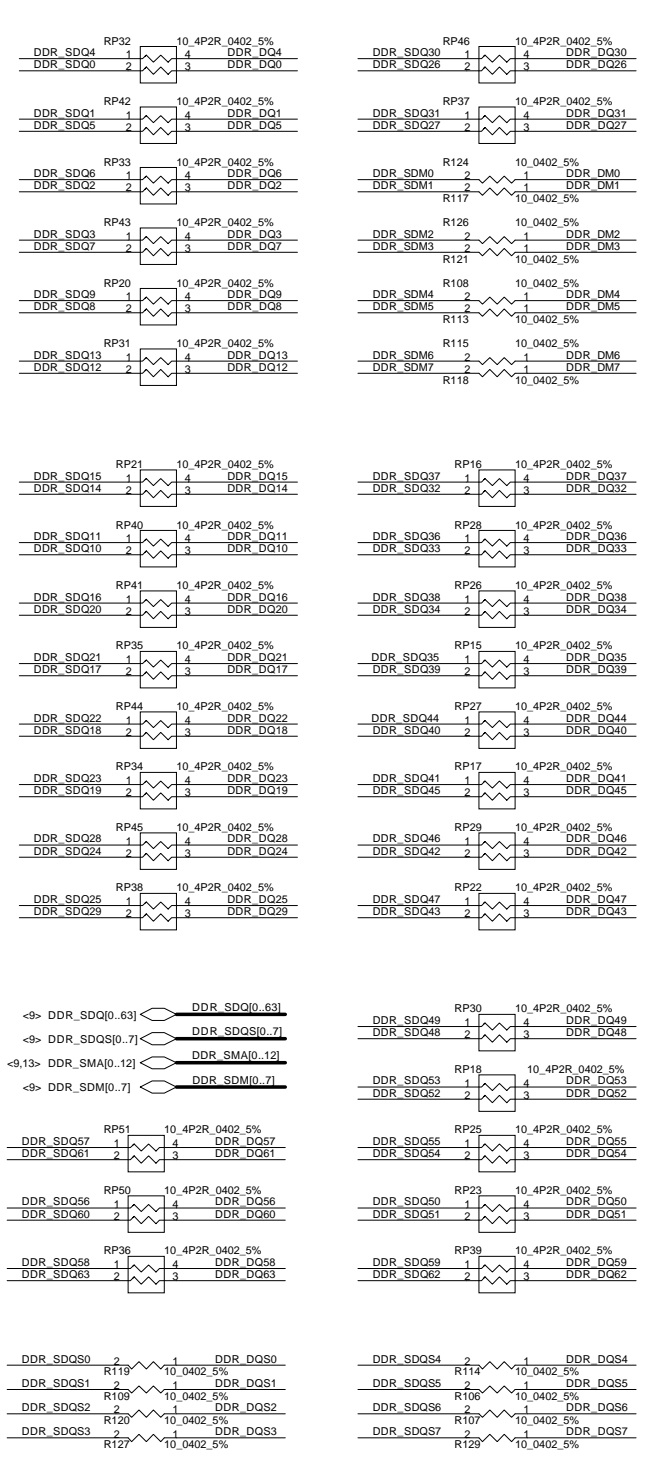 RP32 10_4P2R_0402_5%
DDR_SDQ4 1 4 DDR_DQ4
DDR_SDQ0 2 3 DDR_DQ0
RP46 10_4P2R_0402_5%
DDR_SDQ30 1 4 DDR_DQ30
DDR_SDQ26 2 3 DDR_DQ26
RP42 10_4P2R_0402_5%
DDR_SDQ1 1 4 DDR_DQ1
DDR_SDQ5 2 3 DDR_DQ5
RP37 10_4P2R_0402_5%
DDR_SDQ31 1 4 DDR_DQ31
DDR_SDQ27 2 3 DDR_DQ27
RP33 10_4P2R_0402_5%
DDR_SDQ6 1 4 DDR_DQ6
DDR_SDQ2 2 3 DDR_DQ2
R124 10_0402_5%
DDR_SDM0 2 1 DDR_DM0
DDR_SDM1 2 1 DDR_DM1
R117 10_0402_5%
RP43 10_4P2R_0402_5%
DDR_SDQ3 1 4 DDR_DQ3
DDR_SDQ7 2 3 DDR_DQ7
R126 10_0402_5%
DDR_SDM2 2 1 DDR_DM2
DDR_SDM3 2 1 DDR_DM3
R121 10_0402_5%
RP20 10_4P2R_0402_5%
DDR_SDQ9 1 4 DDR_DQ9
DDR_SDQ8 2 3 DDR_DQ8
R108 10_0402_5%
DDR_SDM4 2 1 DDR_DM4
DDR_SDM5 2 1 DDR_DM5
R113 10_0402_5%
RP31 10_4P2R_0402_5%
DDR_SDQ13 1 4 DDR_DQ13
DDR_SDQ12 2 3 DDR_DQ12
R115 10_0402_5%
DDR_SDM6 2 1 DDR_DM6
DDR_SDM7 2 1 DDR_DM7
R118 10_0402_5%
RP21 10_4P2R_0402_5%
DDR_SDQ15 1 4 DDR_DQ15
DDR_SDQ14 2 3 DDR_DQ14
RP16 10_4P2R_0402_5%
DDR_SDQ37 1 4 DDR_DQ37
DDR_SDQ32 2 3 DDR_DQ32
RP40 10_4P2R_0402_5%
DDR_SDQ11 1 4 DDR_DQ11
DDR_SDQ10 2 3 DDR_DQ10
RP28 10_4P2R_0402_5%
DDR_SDQ36 1 4 DDR_DQ36
DDR_SDQ33 2 3 DDR_DQ33
RP41 10_4P2R_0402_5%
DDR_SDQ16 1 4 DDR_DQ16
DDR_SDQ20 2 3 DDR_DQ20
RP26 10_4P2R_0402_5%
DDR_SDQ38 1 4 DDR_DQ38
DDR_SDQ34 2 3 DDR_DQ34
RP35 10_4P2R_0402_5%
DDR_SDQ21 1 4 DDR_DQ21
DDR_SDQ17 2 3 DDR_DQ17
RP15 10_4P2R_0402_5%
DDR_SDQ35 1 4 DDR_DQ35
DDR_SDQ39 2 3 DDR_DQ39
RP44 10_4P2R_0402_5%
DDR_SDQ22 1 4 DDR_DQ22
DDR_SDQ18 2 3 DDR_DQ18
RP27 10_4P2R_0402_5%
DDR_SDQ44 1 4 DDR_DQ44
DDR_SDQ40 2 3 DDR_DQ40
RP34 10_4P2R_0402_5%
DDR_SDQ23 1 4 DDR_DQ23
DDR_SDQ19 2 3 DDR_DQ19
RP17 10_4P2R_0402_5%
DDR_SDQ41 1 4 DDR_DQ41
DDR_SDQ45 2 3 DDR_DQ45
RP45 10_4P2R_0402_5%
DDR_SDQ28 1 4 DDR_DQ28
DDR_SDQ24 2 3 DDR_DQ24
RP29 10_4P2R_0402_5%
DDR_SDQ46 1 4 DDR_DQ46
DDR_SDQ42 2 3 DDR_DQ42
RP38 10_4P2R_0402_5%
DDR_SDQ25 1 4 DDR_DQ25
DDR_SDQ29 2 3 DDR_DQ29
RP22 10_4P2R_0402_5%
DDR_SDQ47 1 4 DDR_DQ47
DDR_SDQ43 2 3 DDR_DQ43
<9> DDR_SDQ[0..63] DDR_SDQ[0..63]
<9> DDR_SDQS[0..7] DDR_SDQS[0..7]
<9,13> DDR_SMA[0..12] DDR_SMA[0..12]
<9> DDR_SDM[0..7] DDR_SDM[0..7]
RP30 10_4P2R_0402_5%
DDR_SDQ49 1 4 DDR_DQ49
DDR_SDQ48 2 3 DDR_DQ48
RP18 10_4P2R_0402_5%
DDR_SDQ53 1 4 DDR_DQ53
DDR_SDQ52 2 3 DDR_DQ52
RP51 10_4P2R_0402_5%
DDR_SDQ57 1 4 DDR_DQ57
DDR_SDQ61 2 3 DDR_DQ61
RP25 10_4P2R_0402_5%
DDR_SDQ55 1 4 DDR_DQ55
DDR_SDQ54 2 3 DDR_DQ54
RP50 10_4P2R_0402_5%
DDR_SDQ56 1 4 DDR_DQ56
DDR_SDQ60 2 3 DDR_DQ60
RP23 10_4P2R_0402_5%
DDR_SDQ50 1 4 DDR_DQ50
DDR_SDQ51 2 3 DDR_DQ51
RP36 10_4P2R_0402_5%
DDR_SDQ58 1 4 DDR_DQ58
DDR_SDQ63 2 3 DDR_DQ63
RP39 10_4P2R_0402_5%
DDR_SDQ59 1 4 DDR_DQ59
DDR_SDQ62 2 3 DDR_DQ62
DDR_SDQS0 2 1 DDR_DQS0
R119 10_0402_5%
DDR_SDQS1 2 1 DDR_DQS1
R109 10_0402_5%
DDR_SDQS2 2 1 DDR_DQS2
R120 10_0402_5%
DDR_SDQS3 2 1 DDR_DQS3
R127 10_0402_5%
DDR_SDQS4 2 1 DDR_DQS4
R114 10_0402_5%
DDR_SDQS5 2 1 DDR_DQS5
R106 10_0402_5%
DDR_SDQS6 2 1 DDR_DQS6
R107 10_0402_5%
DDR_SDQS7 2 1 DDR_DQS7
R129 10_0402_5%